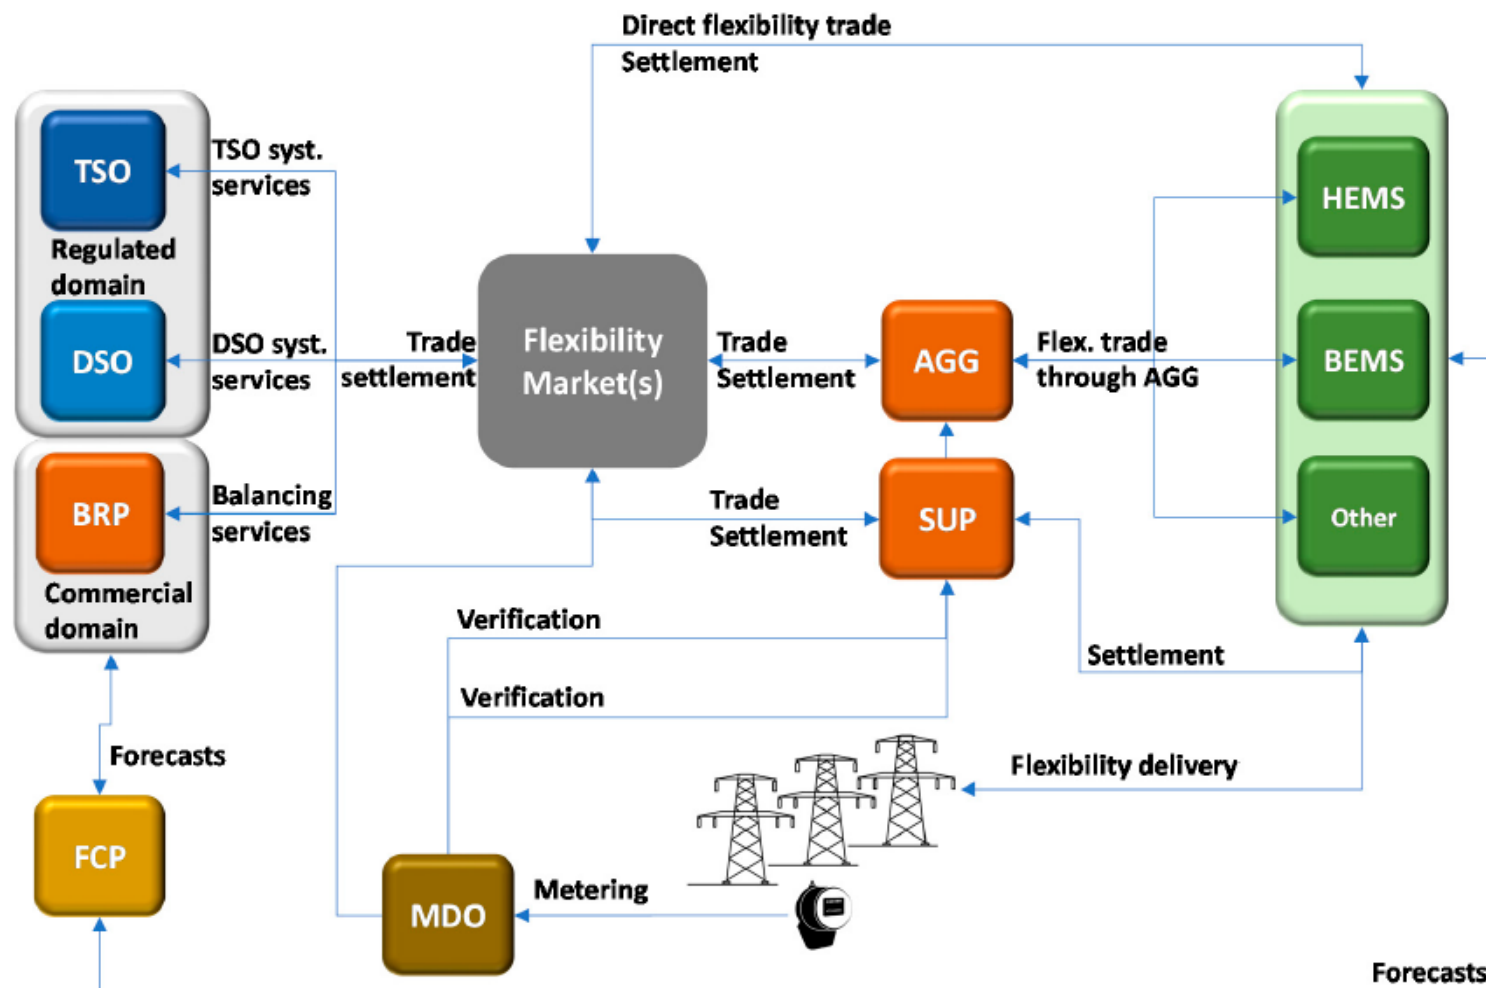 Direct flexibility trade
Settlement
TSO
TSO syst.
services
Regulated
domain
DSO
DSO syst.
services
Trade
settlement
Flexibility
Market(s)
Trade
Settlement
AGG
Flex. trade
through AGG
HEMS
BEMS
Other
BRP
Balancing
services
Commercial
domain
Trade
Settlement
SUP
Verification
Verification
Settlement
Forecasts
Flexibility delivery
FCP
MDO
Metering
Forecasts